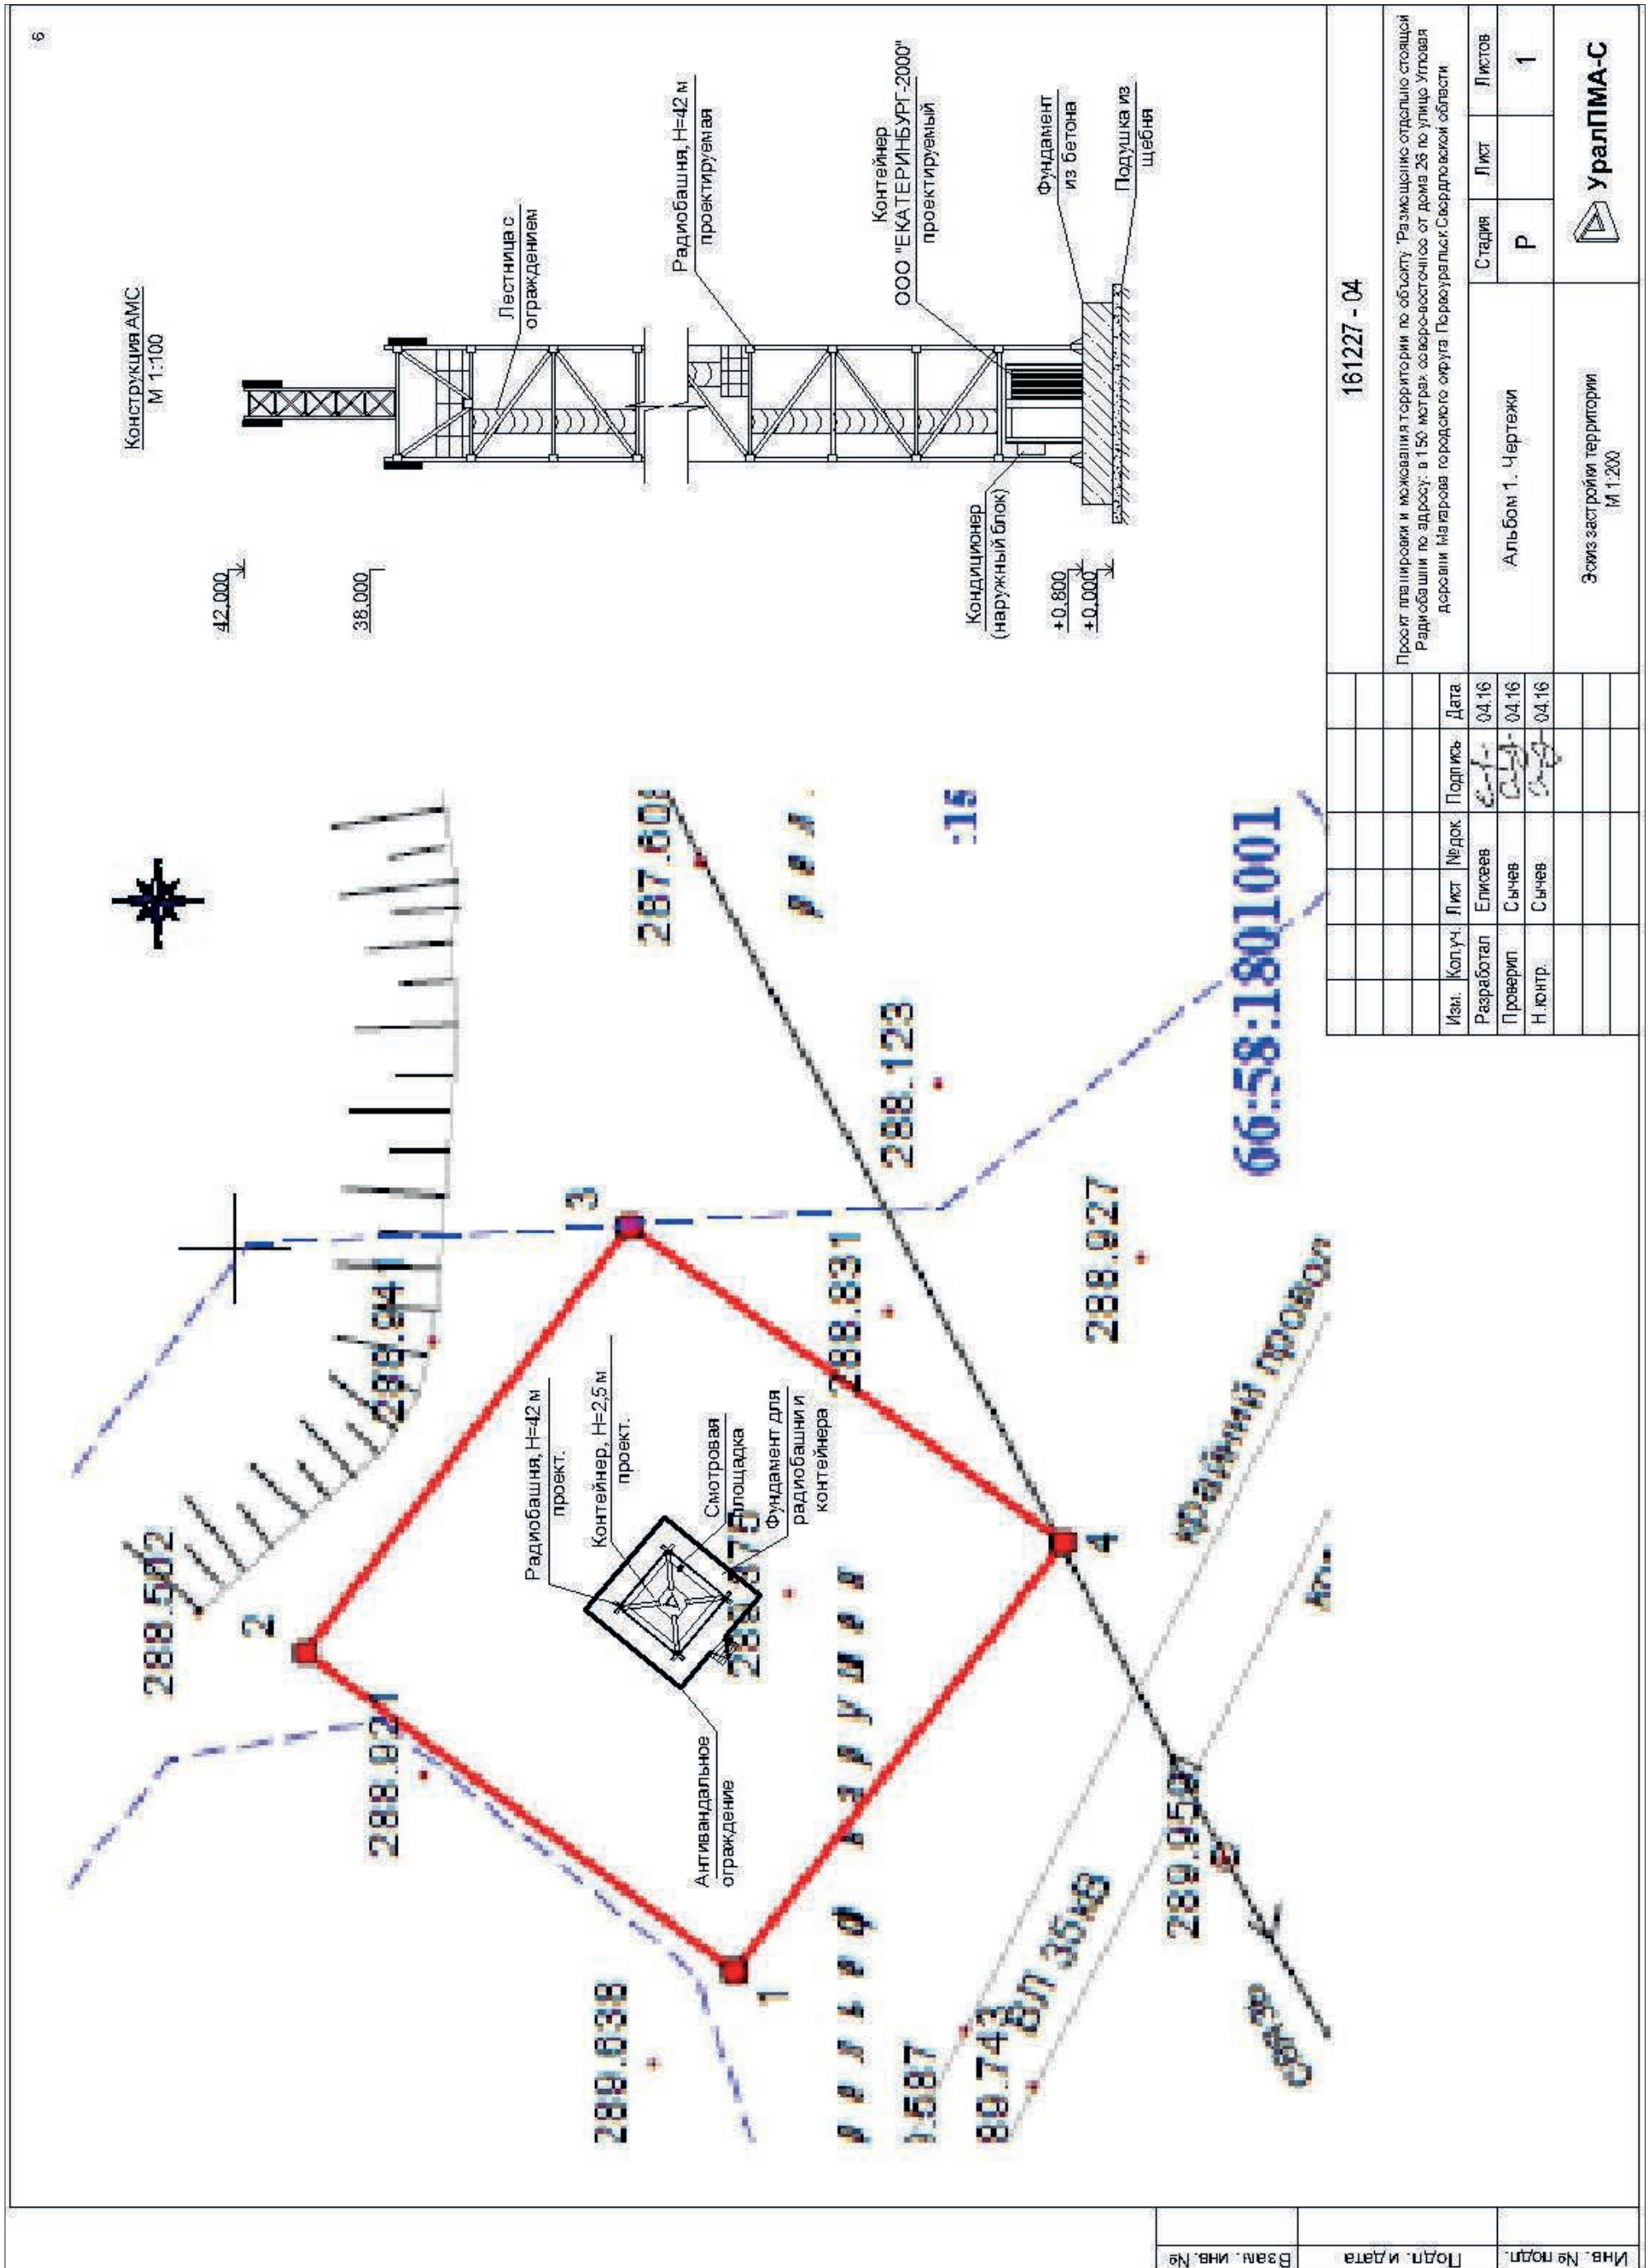 6
Конструкция АМС
М 1:100
42,000
38,000
Лестница с
ограждением
Радиобашня, Н=42 м
проектируемая
Контейнер
ООО "ЕКАТЕРИНБУРГ-2000"
проектируемый
Кондиционер
(наружный блок)
+0,800
+0,000
Фундамент
из бетона
Подушка из
щебня
288.502
2
288.921
3
287.608
Радиобашня, Н=42 м
проект.
Контейнер, Н=2,5 м
проект.
Смотровая
площадка
Фундамент для
радиобашни и
контейнера
Антивандальное
ограждение
289.638
1
288.831
288.123
:15
288.927
4
66:58:1801001
.587
89.743
ВЛ 35кв
289.950
161227 - 04
Проект планировки и межевания территории по объекту "Размещение отдельно стоящей
Радиобашни по адресу: в 150 метрах северо-восточнее от дома 26 по улице Угловая
деревни Макарова городского округа Первоуральск Свердловской области
Изм. Кол.уч. Лист №док Подпись Дата
Разработал Елисеев 04.16
Проверил Сычев 04.16
Н.контр. Сычев 04.16
Альбом 1. Чертежи
Стадия Лист Листов
Р 1
Эскиз застройки территории
М 1:200
УралПМА-С
Взам. инв. №
Подп. и дата
Инв. № подп.